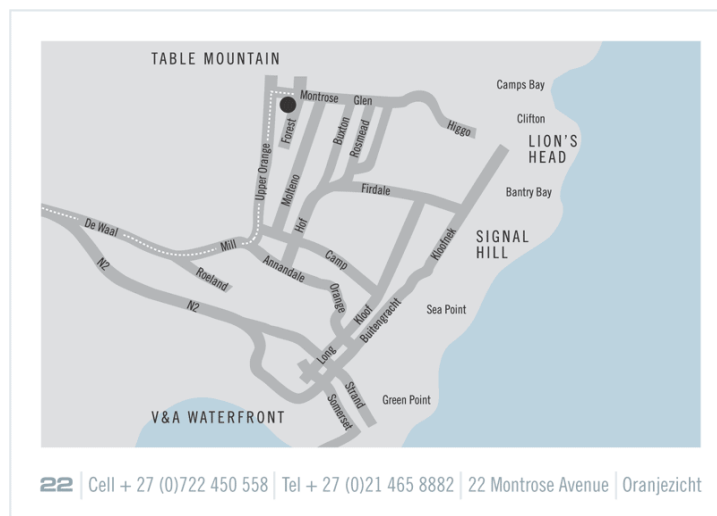 TABLE MOUNTAIN
Camps Bay
Montrose
Glen
Clifton
Forest
Buxton
Rosmead
Higgo
LION'S
HEAD
Upper Orange
Molteno
Firdale
Bantry Bay
De Waal
Hof
Mill
Kloofnek
SIGNAL
HILL
N2
Roeland
Annandale
Camp
Orange
N2
Kloof
Buitengracht
Sea Point
Long
Strand
Somerset
Green Point
V&A WATERFRONT
22 Cell + 27 (0)722 450 558 Tel + 27 (0)21 465 8882 22 Montrose Avenue Oranjezicht